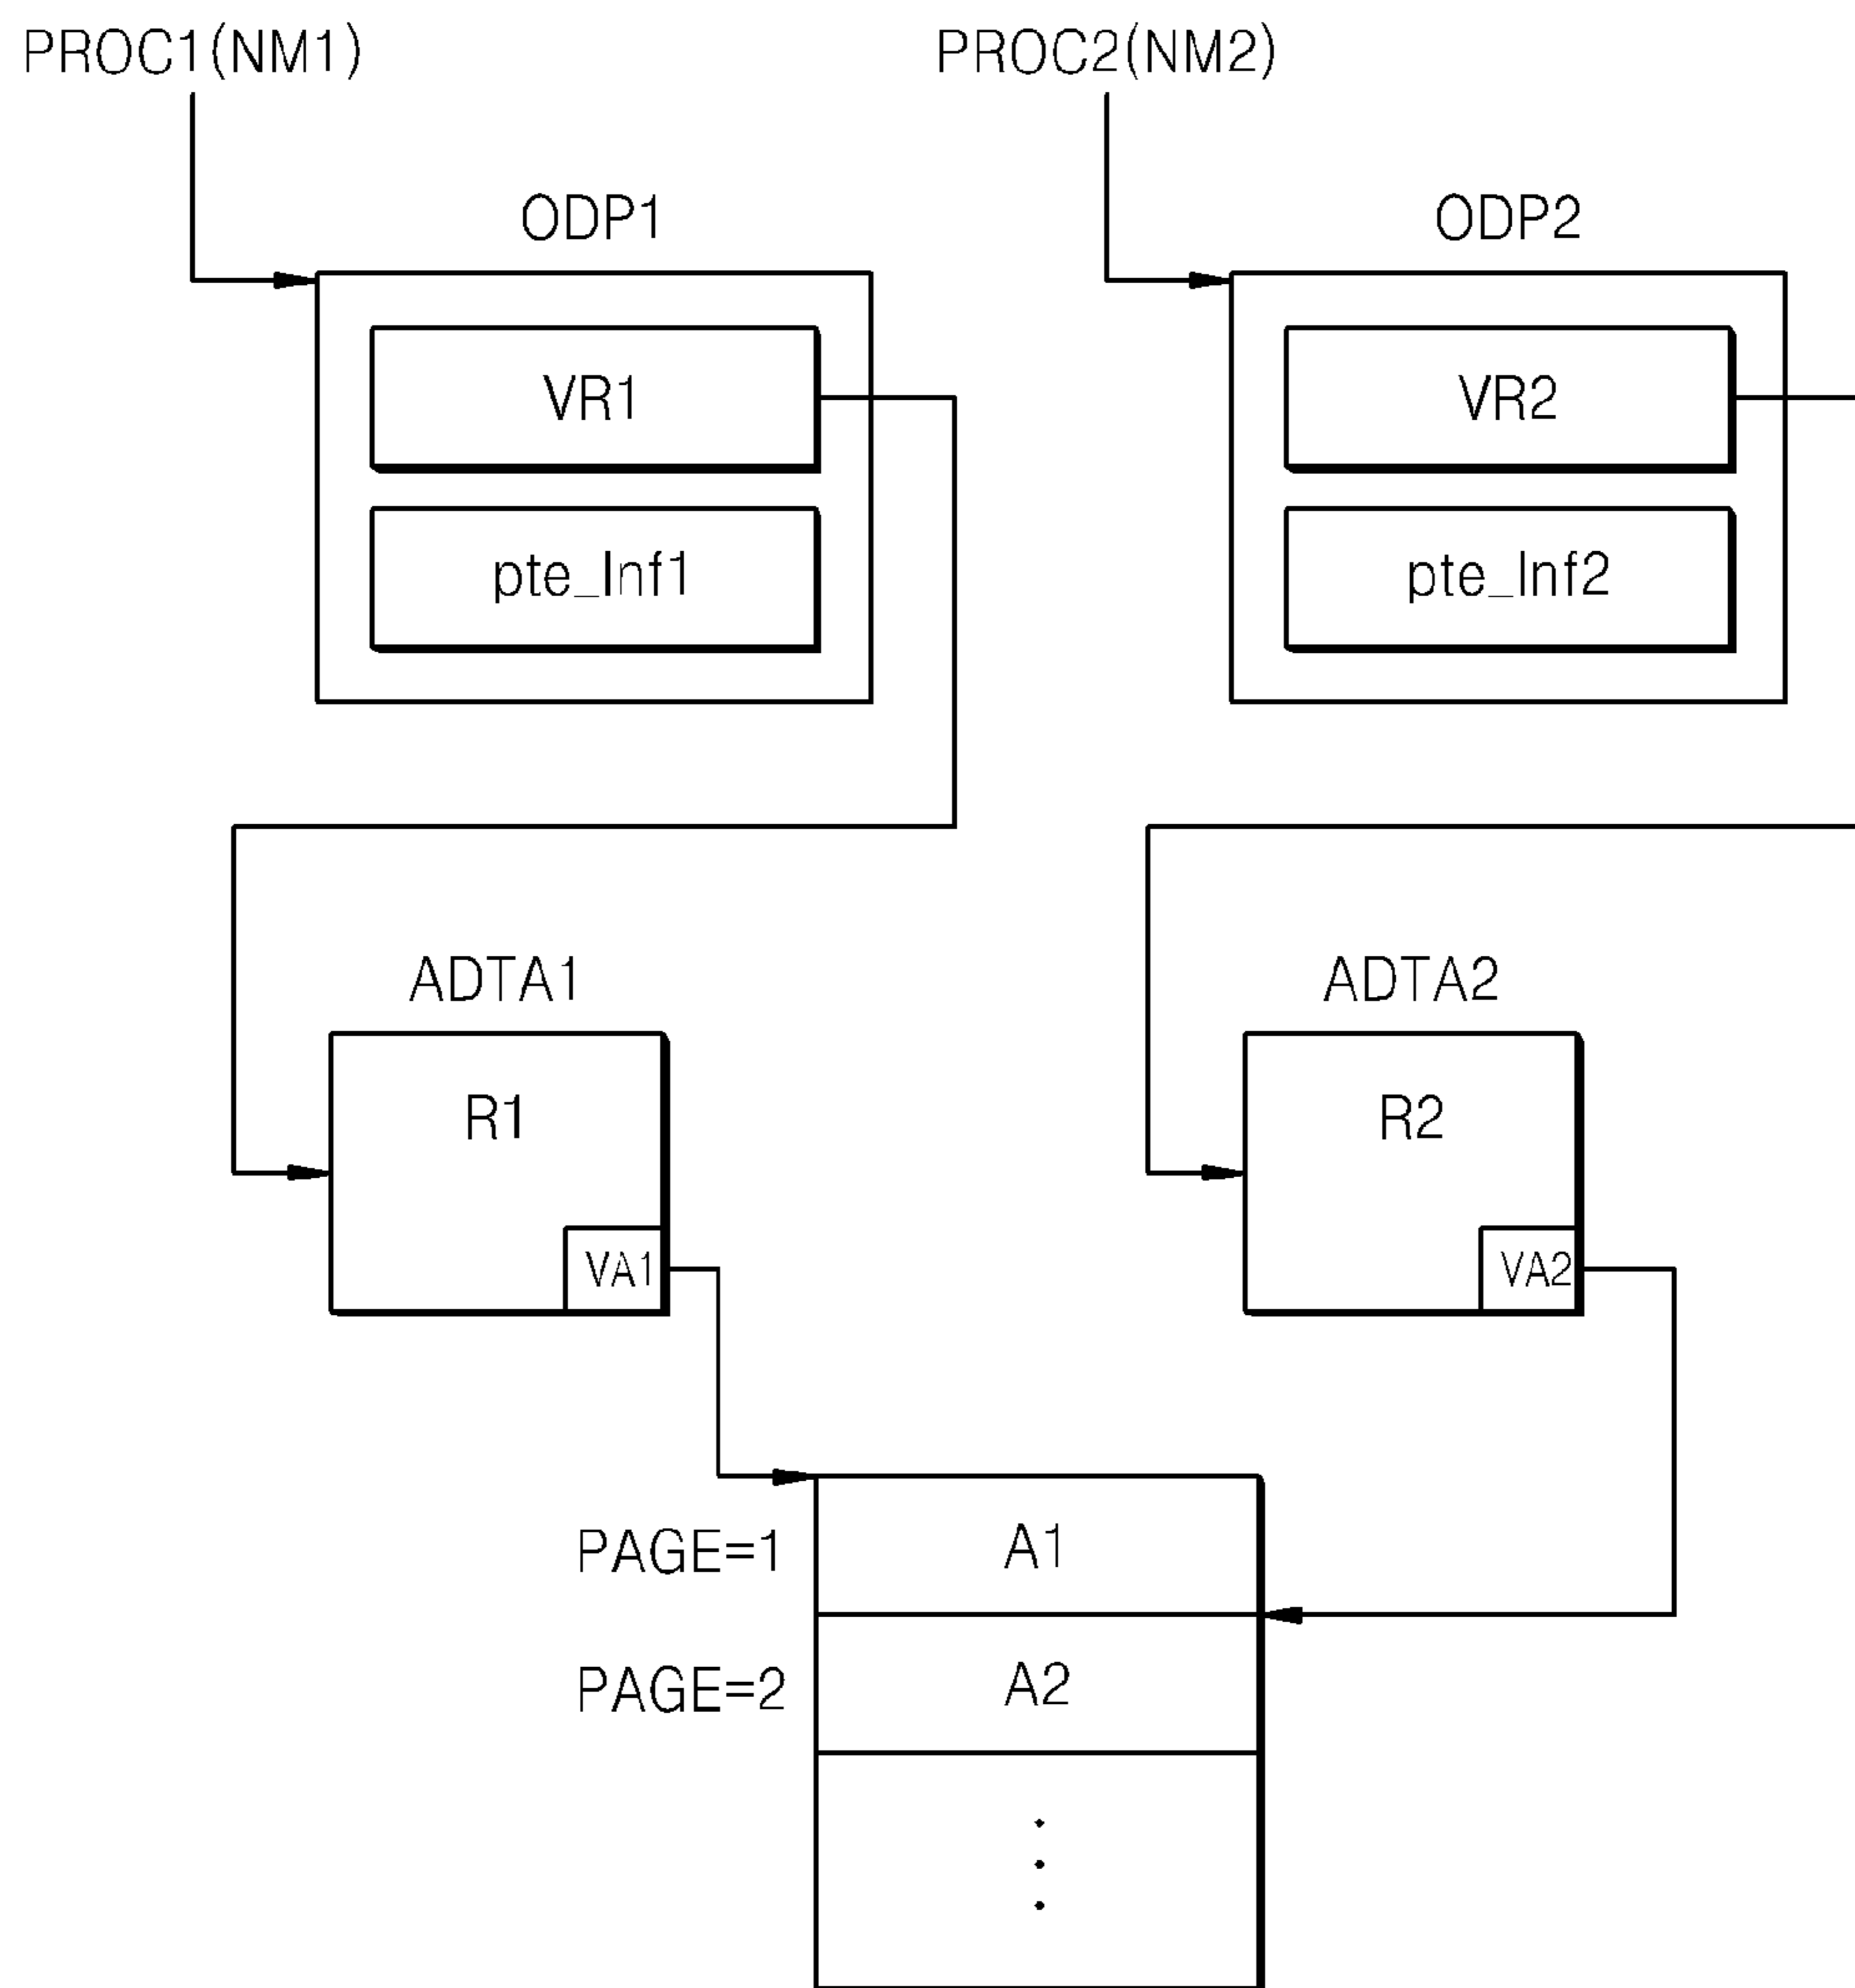 PROC1(NM1)
PROC2(NM2)
ODP1
ODP2
VR1
VR2
pte_Inf1
pte_Inf2
ADTA1
ADTA2
R1
R2
VA1
VA2
PAGE=1
A1
PAGE=2
A2